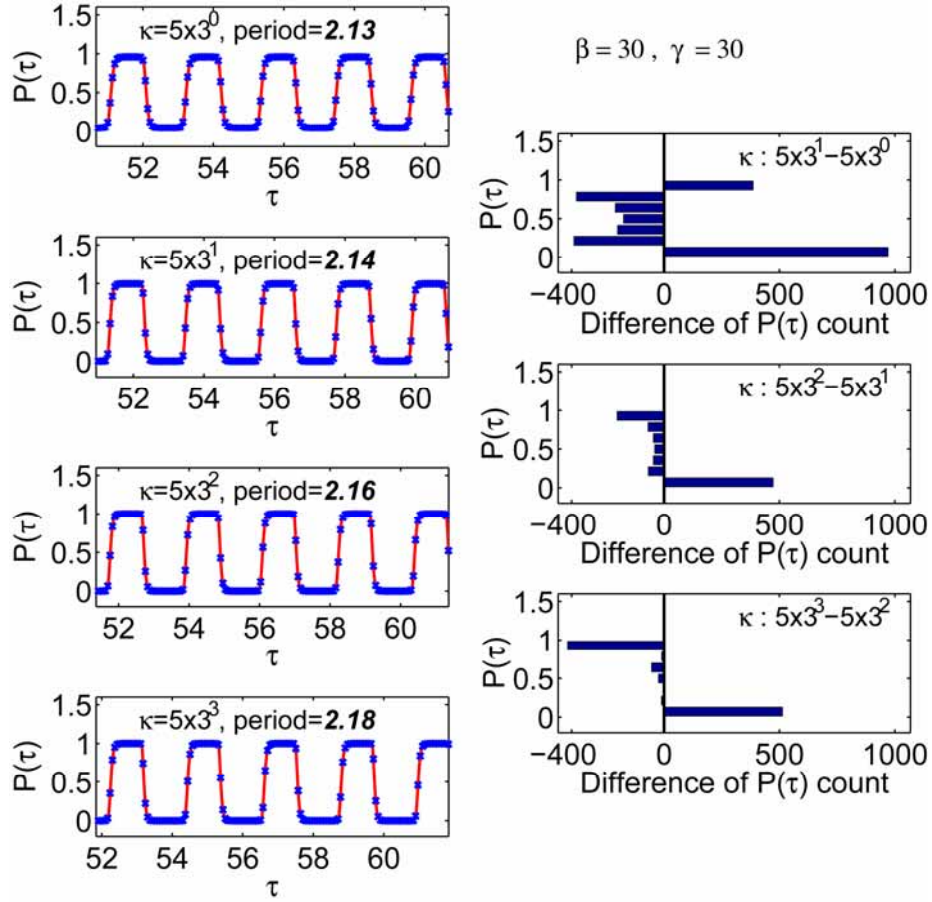 κ=5x3^0, period=2.13
1.5
1
0.5
0
P(τ)
52 54 56 58 60
τ
κ=5x3^1, period=2.14
1.5
1
0.5
0
P(τ)
52 54 56 58 60
τ
κ=5x3^2, period=2.16
1.5
1
0.5
0
P(τ)
52 54 56 58 60
τ
κ=5x3^3, period=2.18
1.5
1
0.5
0
P(τ)
52 54 56 58 60
τ
β = 30 , γ = 30
κ : 5x3^1−5x3^0
1.5
1
0.5
0
P(τ)
−400 0 500 1000
Difference of P(τ) count
κ : 5x3^2−5x3^1
1.5
1
0.5
0
P(τ)
−400 0 500 1000
Difference of P(τ) count
κ : 5x3^3−5x3^2
1.5
1
0.5
0
P(τ)
−400 0 500 1000
Difference of P(τ) count